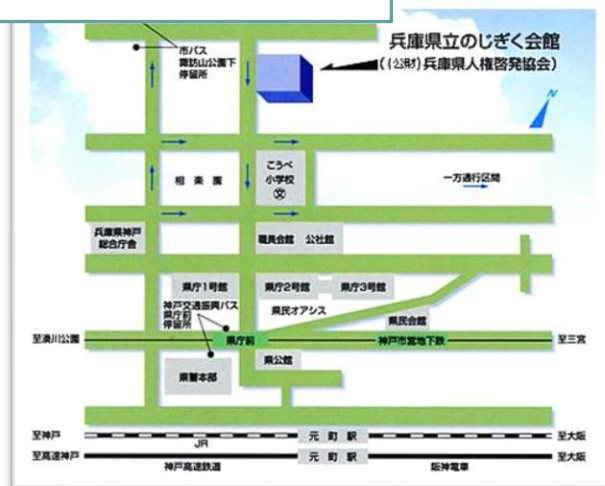 兵庫県立のじぎく会館
((公財)兵庫県人権啓発協会)
市バス
諏訪山公園下
停留所
N
こうべ
小学校
文
相楽園
一方通行区間
兵庫県神戸
総合庁舎
職員会館 公社館
県庁1号館
県庁2号館
県庁3号館
神戸交通振興バス
県庁前
停留所
県民オアシス
県民会館
至湊川公園
県庁前
神戸市営地下鉄
至三宮
県公館
県警本部
至神戸
JR
元町駅
至大阪
至高速神戸
神戸高速鉄道
元町駅
阪神電車
至大阪